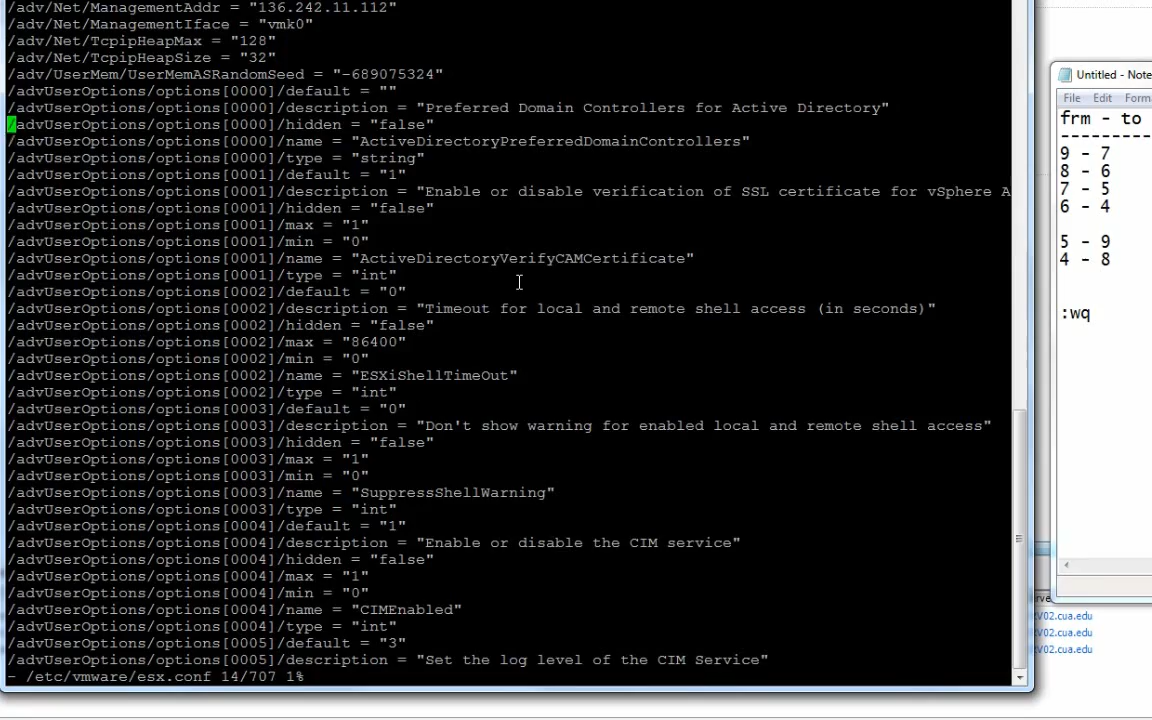 /adv/Net/ManagementAddr = "136.242.11.112"
/adv/Net/ManagementIface = "vmk0"
/adv/Net/TcpipHeapMax = "128"
/adv/Net/TcpipHeapSize = "32"
/adv/UserMem/UserMemASRandomSeed = "-689075324"
/advUserOptions/options[0000]/default = ""
/advUserOptions/options[0000]/description = "Preferred Domain Controllers for Active Directory"
/advUserOptions/options[0000]/hidden = "false"
/advUserOptions/options[0000]/name = "ActiveDirectoryPreferredDomainControllers"
/advUserOptions/options[0000]/type = "string"
/advUserOptions/options[0001]/default = "1"
/advUserOptions/options[0001]/description = "Enable or disable verification of SSL certificate for vSphere A
/advUserOptions/options[0001]/hidden = "false"
/advUserOptions/options[0001]/max = "1"
/advUserOptions/options[0001]/min = "0"
/advUserOptions/options[0001]/name = "ActiveDirectoryVerifyCAMCertificate"
/advUserOptions/options[0001]/type = "int"
/advUserOptions/options[0002]/default = "0"
/advUserOptions/options[0002]/description = "Timeout for local and remote shell access (in seconds)"
/advUserOptions/options[0002]/hidden = "false"
/advUserOptions/options[0002]/max = "86400"
/advUserOptions/options[0002]/min = "0"
/advUserOptions/options[0002]/name = "ESXiShellTimeOut"
/advUserOptions/options[0002]/type = "int"
/advUserOptions/options[0003]/default = "0"
/advUserOptions/options[0003]/description = "Don't show warning for enabled local and remote shell access"
/advUserOptions/options[0003]/hidden = "false"
/advUserOptions/options[0003]/max = "1"
/advUserOptions/options[0003]/min = "0"
/advUserOptions/options[0003]/name = "SuppressShellWarning"
/advUserOptions/options[0003]/type = "int"
/advUserOptions/options[0004]/default = "1"
/advUserOptions/options[0004]/description = "Enable or disable the CIM service"
/advUserOptions/options[0004]/hidden = "false"
/advUserOptions/options[0004]/max = "1"
/advUserOptions/options[0004]/min = "0"
/advUserOptions/options[0004]/name = "CIMEnabled"
/advUserOptions/options[0004]/type = "int"
/advUserOptions/options[0005]/default = "3"
/advUserOptions/options[0005]/description = "Set the log level of the CIM Service"
- /etc/vmware/esx.conf 14/707 1%
Untitled - Note
File Edit Form
frm - to
---------
9 - 7
8 - 6
7 - 5
6 - 4
5 - 9
4 - 8
:wq
V02.cua.edu
V02.cua.edu
V02.cua.edu